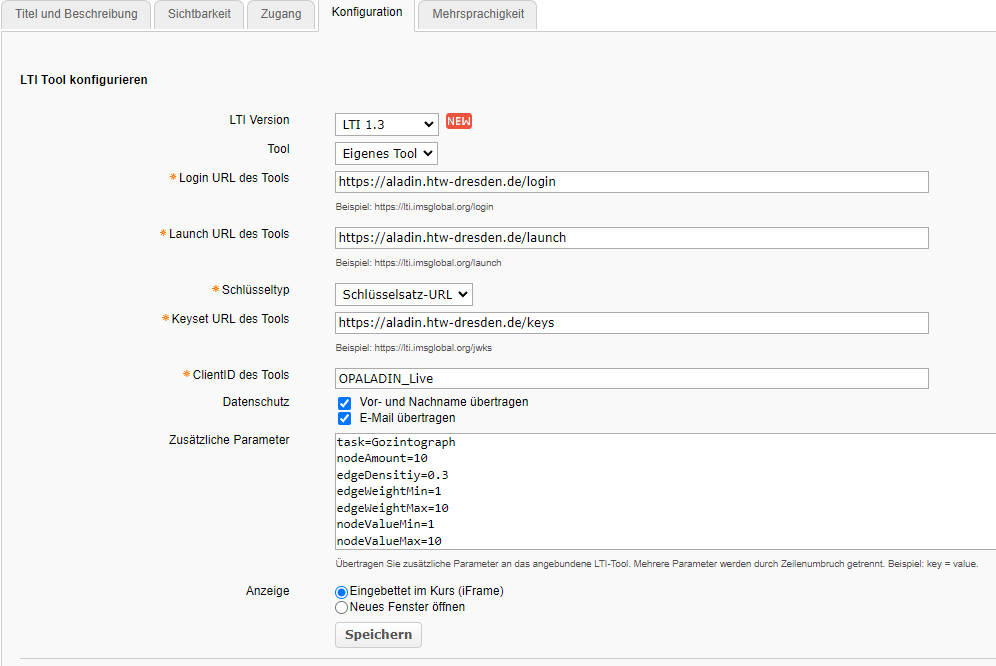 Titel und Beschreibung
Sichtbarkeit
Zugang
Konfiguration
Mehrsprachigkeit
LTI Tool konfigurieren
LTI Version
LTI 1.3
NEW
Tool
Eigenes Tool
*Login URL des Tools
https://aladin.htw-dresden.de/login
Beispiel: https://lti.imsglobal.org/login
*Launch URL des Tools
https://aladin.htw-dresden.de/launch
Beispiel: https://lti.imsglobal.org/launch
*Schlüsseltyp
Schlüsselsatz-URL
*Keyset URL des Tools
https://aladin.htw-dresden.de/keys
Beispiel: https://lti.imsglobal.org/jwks
*ClientID des Tools
OPALADIN_Live
Datenschutz
Vor- und Nachname übertragen
E-Mail übertragen
Zusätzliche Parameter
task=Gozintograph
nodeAmount=10
edgeDensitiy=0.3
edgeWeightMin=1
edgeWeightMax=10
nodeValueMin=1
nodeValueMax=10
Übertragen Sie zusätzliche Parameter an das angebundene LTI-Tool. Mehrere Parameter werden durch Zeilenumbruch getrennt. Beispiel: key = value.
Anzeige
Eingebettet im Kurs (iFrame)
Neues Fenster öffnen
Speichern